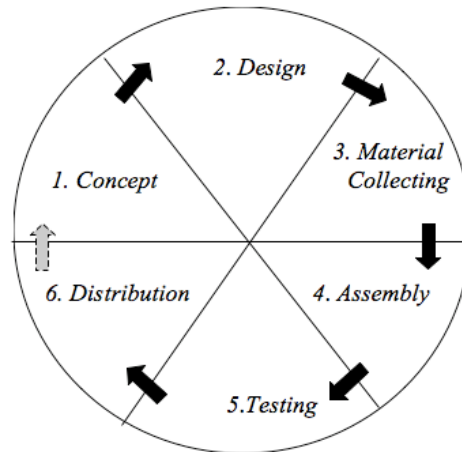 1. Concept
2. Design
3. Material
Collecting
4. Assembly
5.Testing
6. Distribution